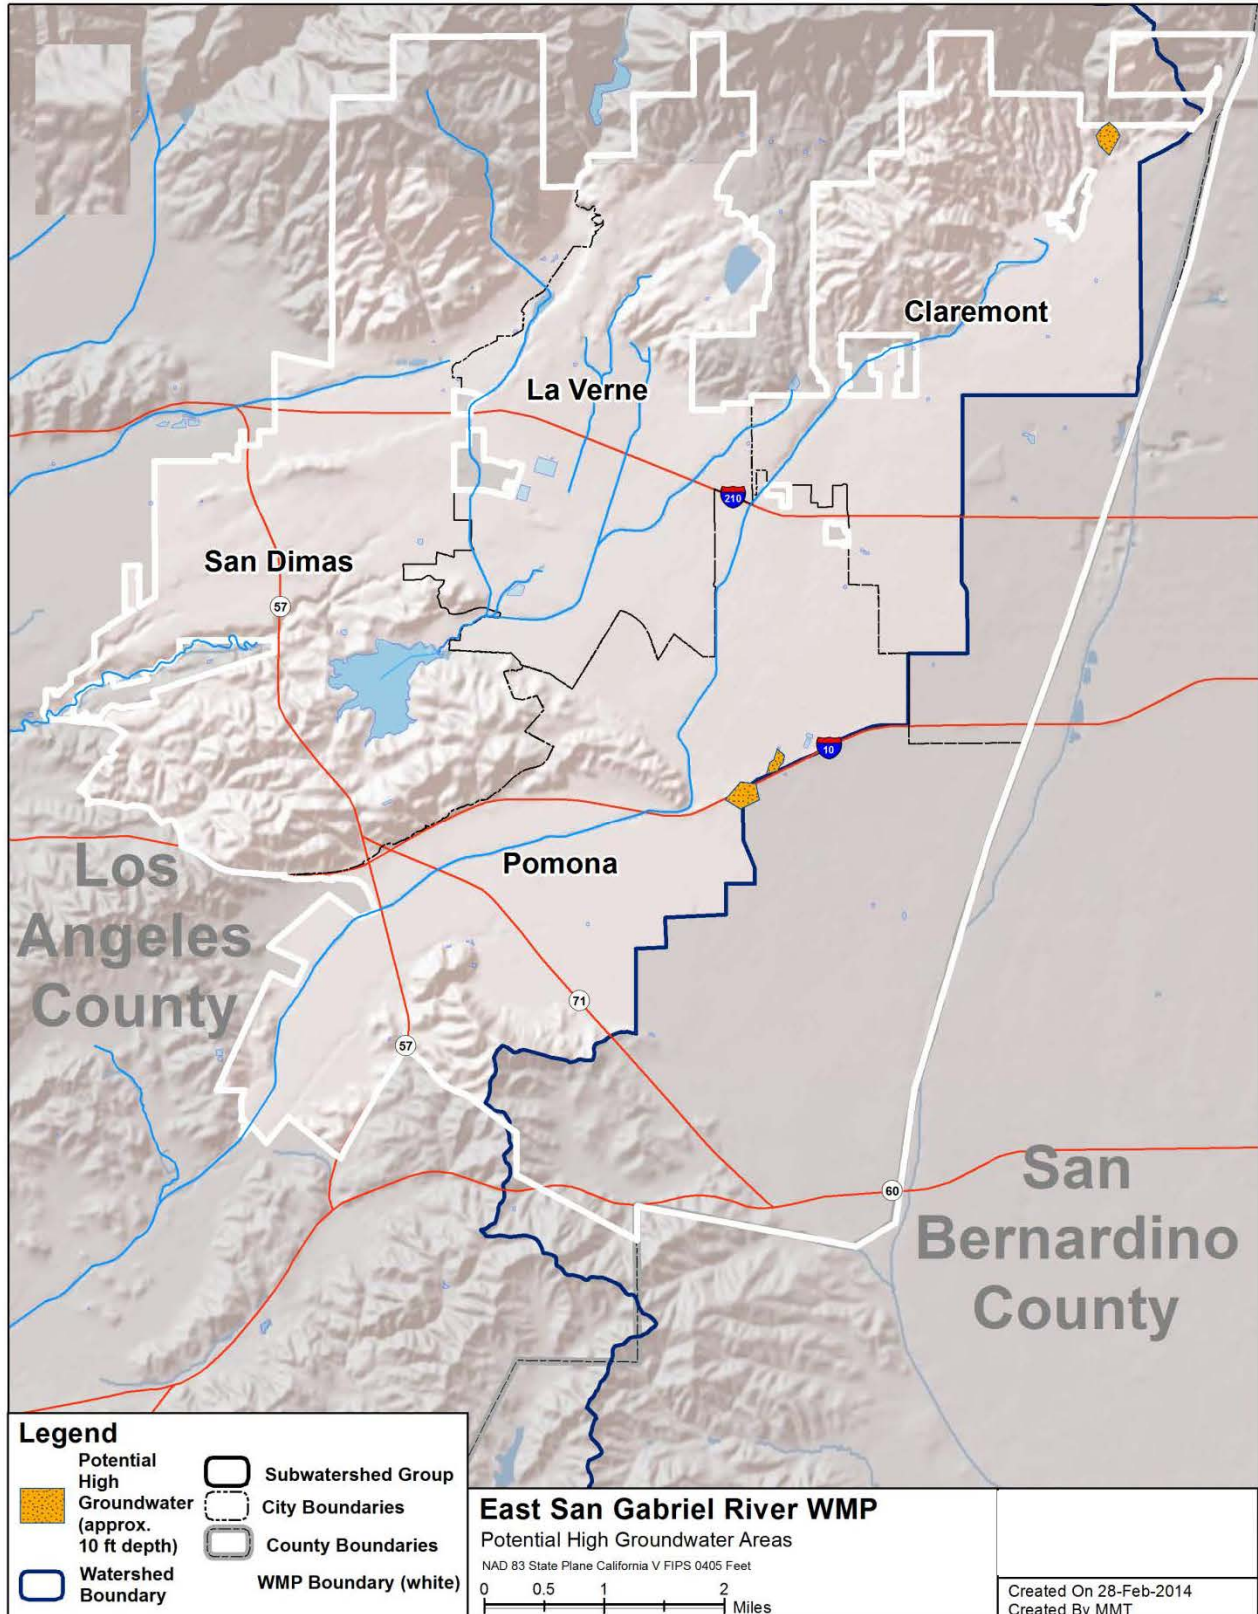 Claremont
La Verne
210
San Dimas
57
10
Pomona
Los
Angeles
County
71
57
San
Bernardino
County
60
Legend
Potential
High
Groundwater
(approx.
10 ft depth)
Watershed
Boundary
Subwatershed Group
City Boundaries
County Boundaries
WMP Boundary (white)
East San Gabriel River WMP
Potential High Groundwater Areas
NAD 83 State Plane California V FIPS 0405 Feet
0 0.5 1 2
Miles
Created On 28-Feb-2014
Created By MMT